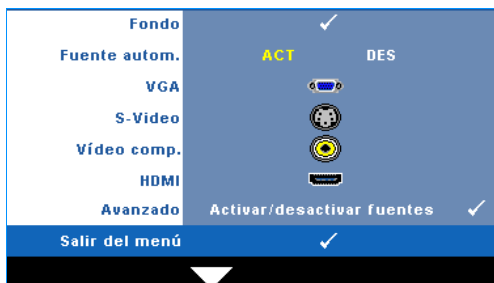 Fondo
Fuente autom. ACT DES
VGA
S-Video
Vídeo comp.
HDMI
Avanzado Activar/desactivar fuentes
Salir del menú